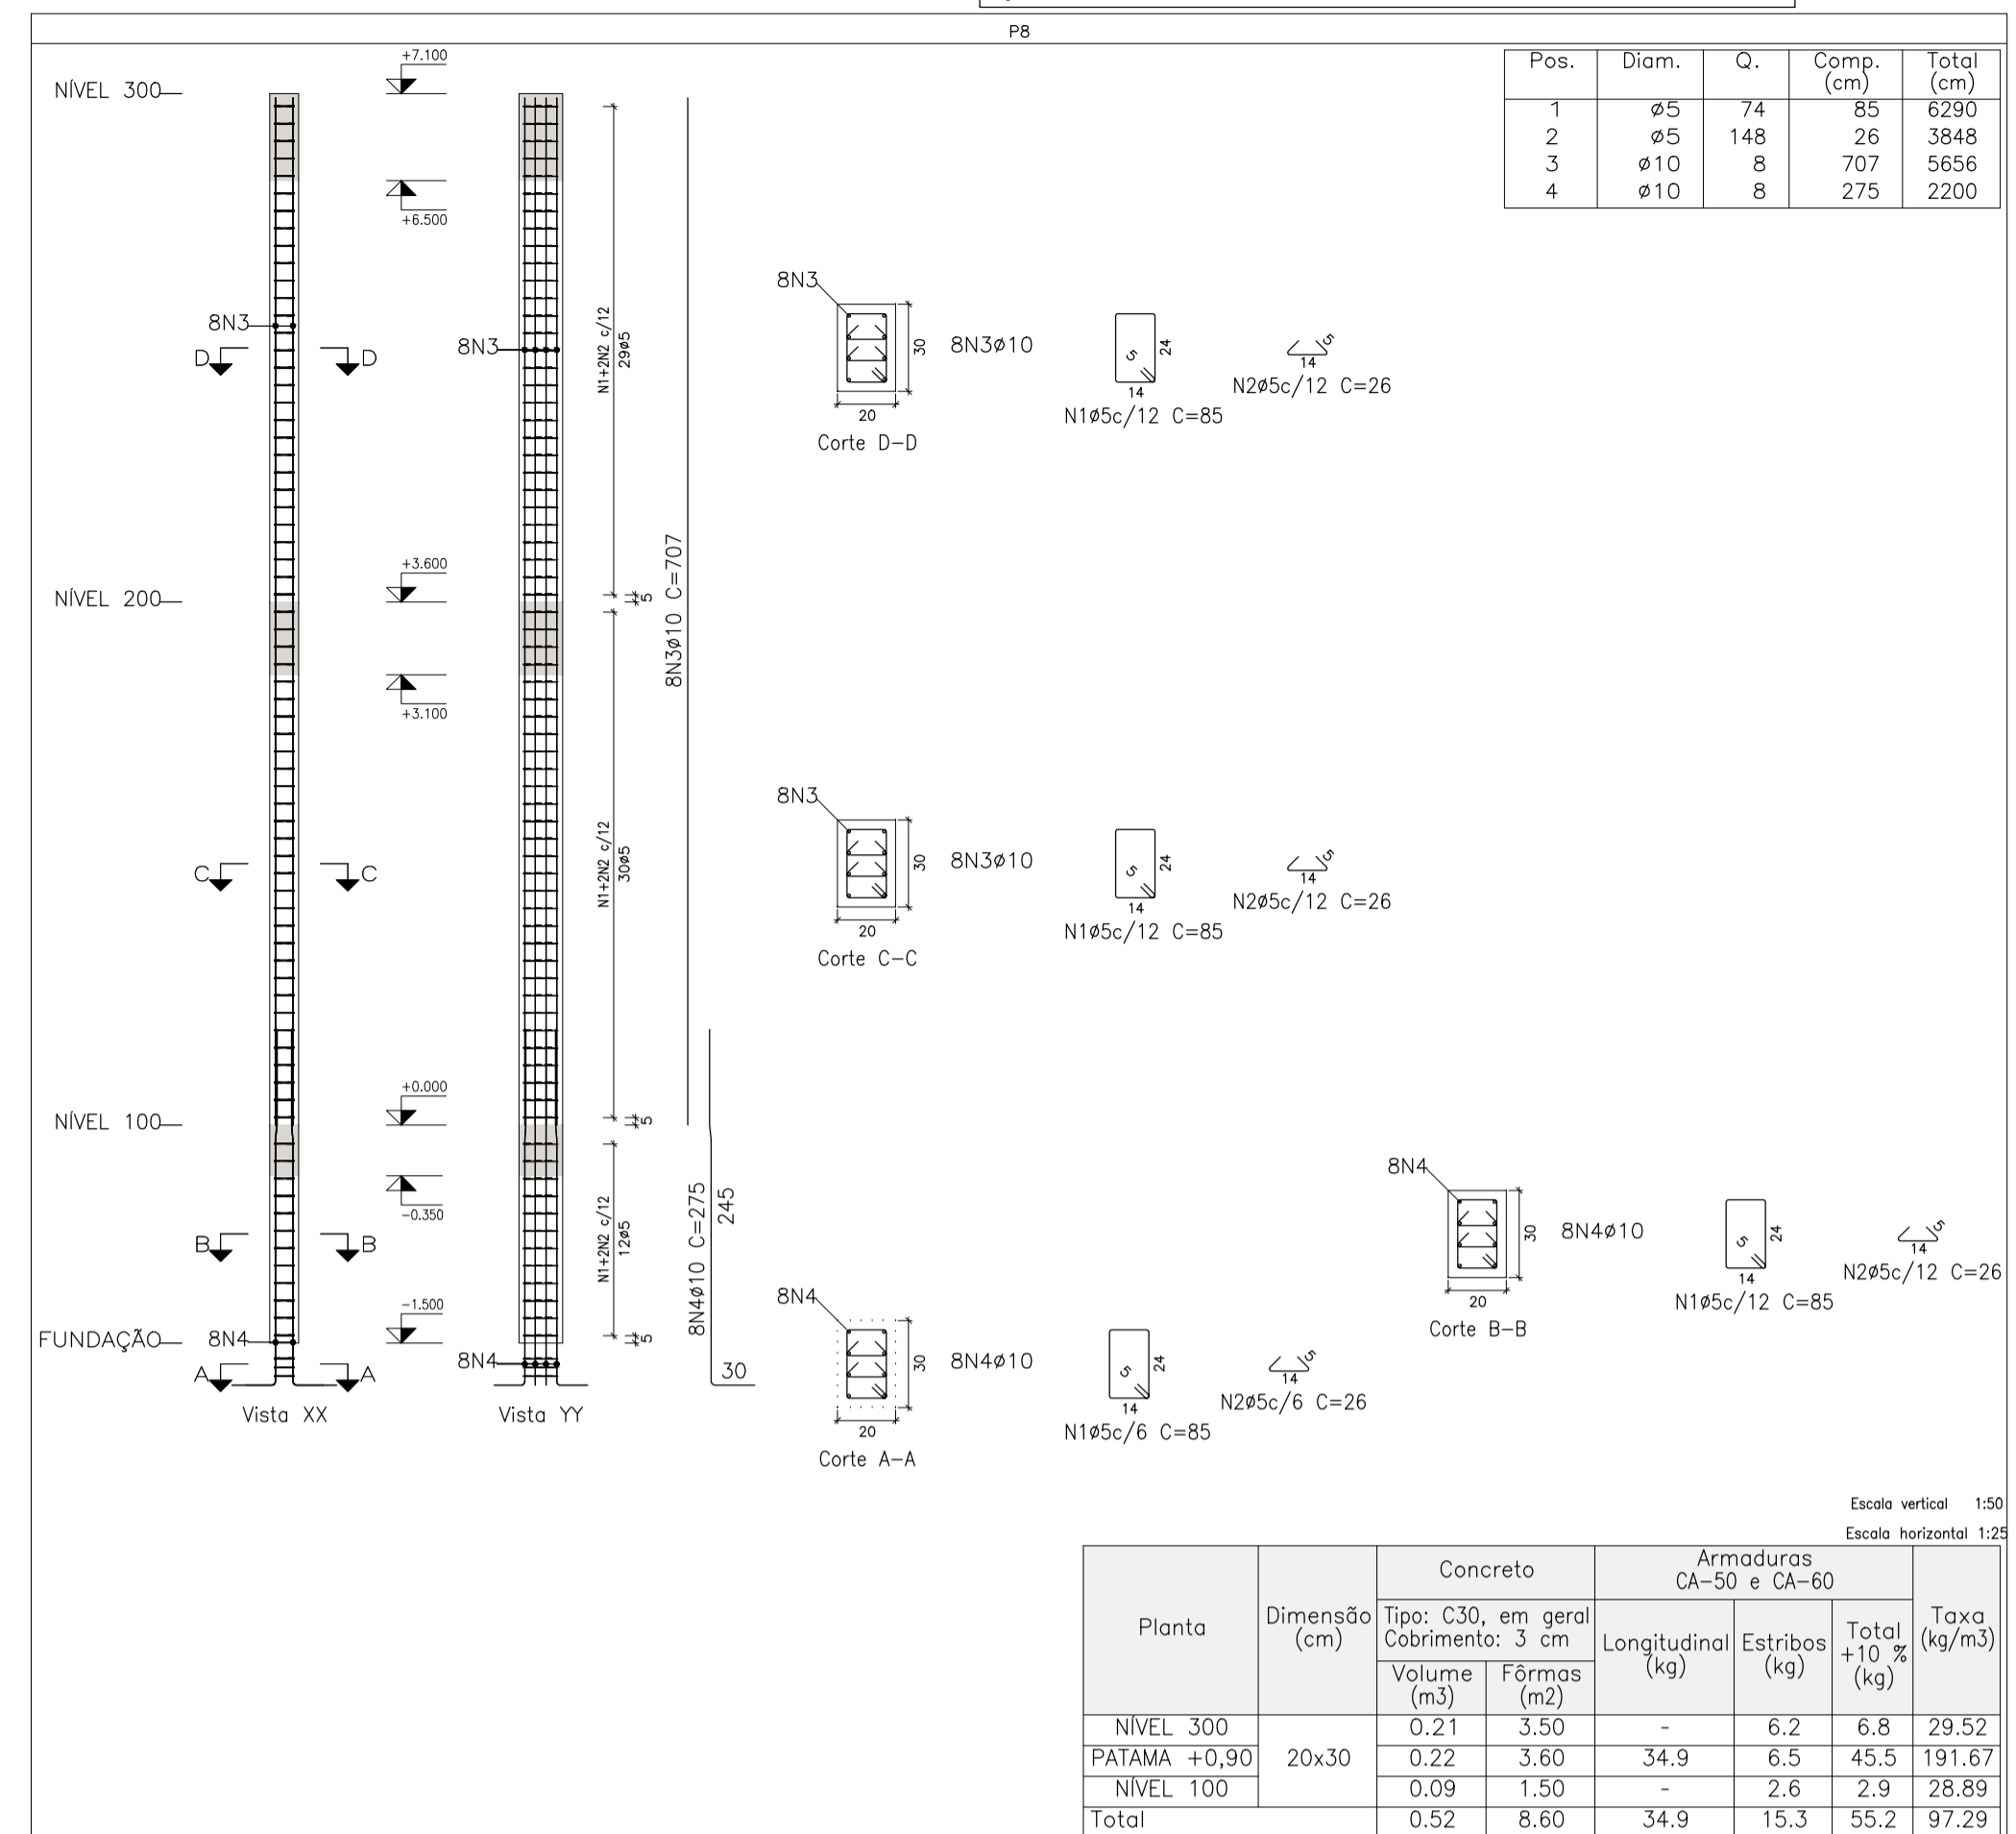 P8
Pos. Diam. Q. Comp. (cm) Total (cm)
1 ø5 74 85 6290
2 ø5 148 26 3848
3 ø10 8 707 5656
4 ø10 8 275 2200
NÍVEL 300
+7.100
+6.500
8N3
D D
8N3
N1+2N2 c/12
29ø5
8N3
30
20
Corte D-D
8N3ø10
5
24
14
N1ø5c/12 C=85
5
14
N2ø5c/12 C=26
NÍVEL 200
+3.600
+3.100
5
8N3ø10 C=707
C C
N1+2N2 c/12
30ø5
8N3
30
20
Corte C-C
8N3ø10
5
24
14
N1ø5c/12 C=85
5
14
N2ø5c/12 C=26
NÍVEL 100
+0.000
-0.350
5
B B
N1+2N2 c/12
12ø5
8N4ø10 C=275
245
30
8N4
30
20
Corte B-B
8N4ø10
5
24
14
N1ø5c/12 C=85
5
14
N2ø5c/12 C=26
FUNDAÇÃO
-1.500
8N4
8N4
5
A A
Vista XX
Vista YY
8N4
30
20
Corte A-A
8N4ø10
5
24
14
N1ø5c/6 C=85
5
14
N2ø5c/6 C=26
Escala vertical 1:50
Escala horizontal 1:25
Planta
Dimensão (cm)
Concreto
Tipo: C30, em geral
Cobrimento: 3 cm
Volume (m3)
Fôrmas (m2)
Armaduras
CA-50 e CA-60
Longitudinal (kg)
Estribos (kg)
Total +10 % (kg)
Taxa (kg/m3)
NÍVEL 300 0.21 3.50 - 6.2 6.8 29.52
PATAMA +0,90 20x30 0.22 3.60 34.9 6.5 45.5 191.67
NÍVEL 100 0.09 1.50 - 2.6 2.9 28.89
Total 0.52 8.60 34.9 15.3 55.2 97.29